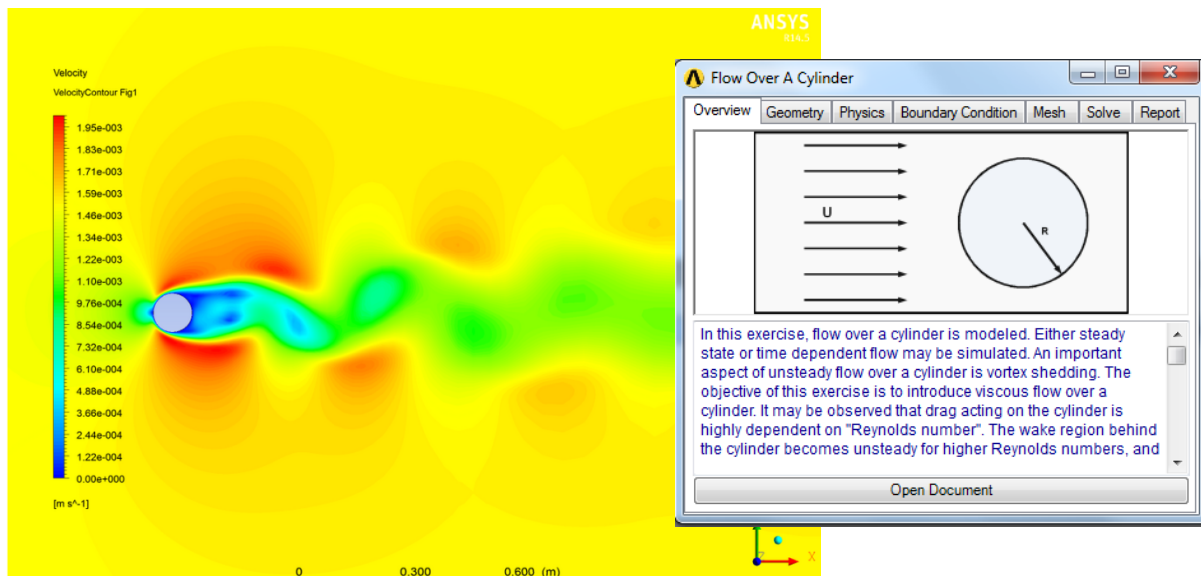 ANSYS
R14.5
Velocity
VelocityContour Fig1
1.95e-003
1.83e-003
1.71e-003
1.59e-003
1.46e-003
1.34e-003
1.22e-003
1.10e-003
9.76e-004
8.54e-004
7.32e-004
6.10e-004
4.88e-004
3.66e-004
2.44e-004
1.22e-004
0.00e+000
[m s^-1]
0 0.300 0.600 (m)
X
Flow Over A Cylinder
Overview Geometry Physics Boundary Condition Mesh Solve Report
U
R
In this exercise, flow over a cylinder is modeled. Either steady
state or time dependent flow may be simulated. An important
aspect of unsteady flow over a cylinder is vortex shedding. The
objective of this exercise is to introduce viscous flow over a
cylinder. It may be observed that drag acting on the cylinder is
highly dependent on "Reynolds number". The wake region behind
the cylinder becomes unsteady for higher Reynolds numbers, and
Open Document